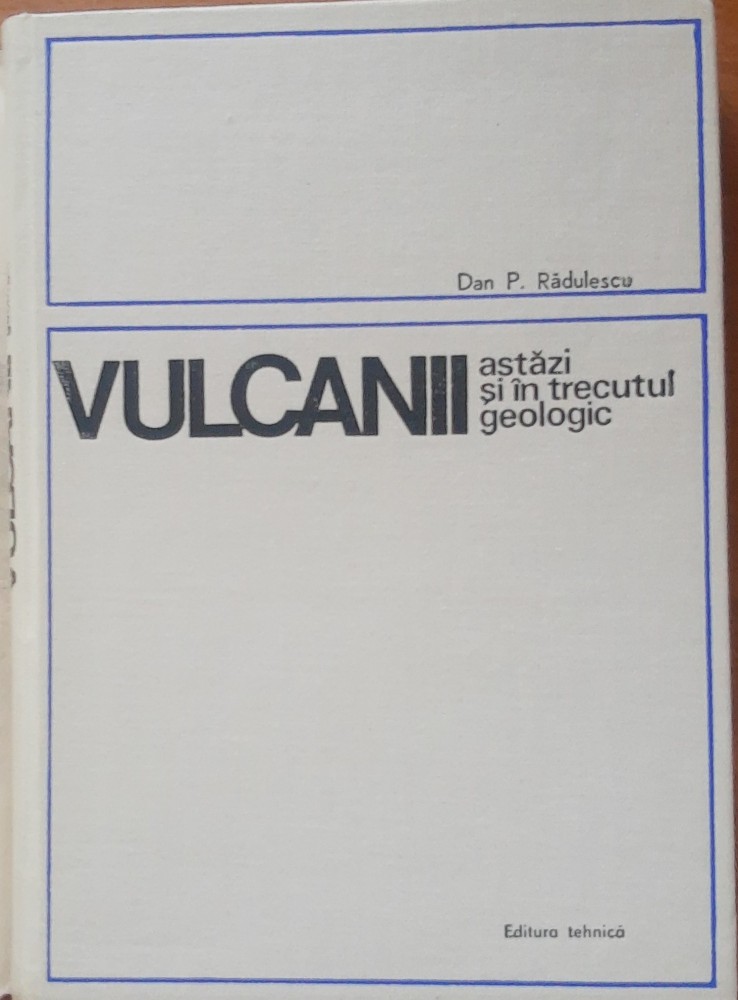 Dan P. Rădulescu
VULCANII
astăzi
și în trecutul
geologic
Editura tehnică